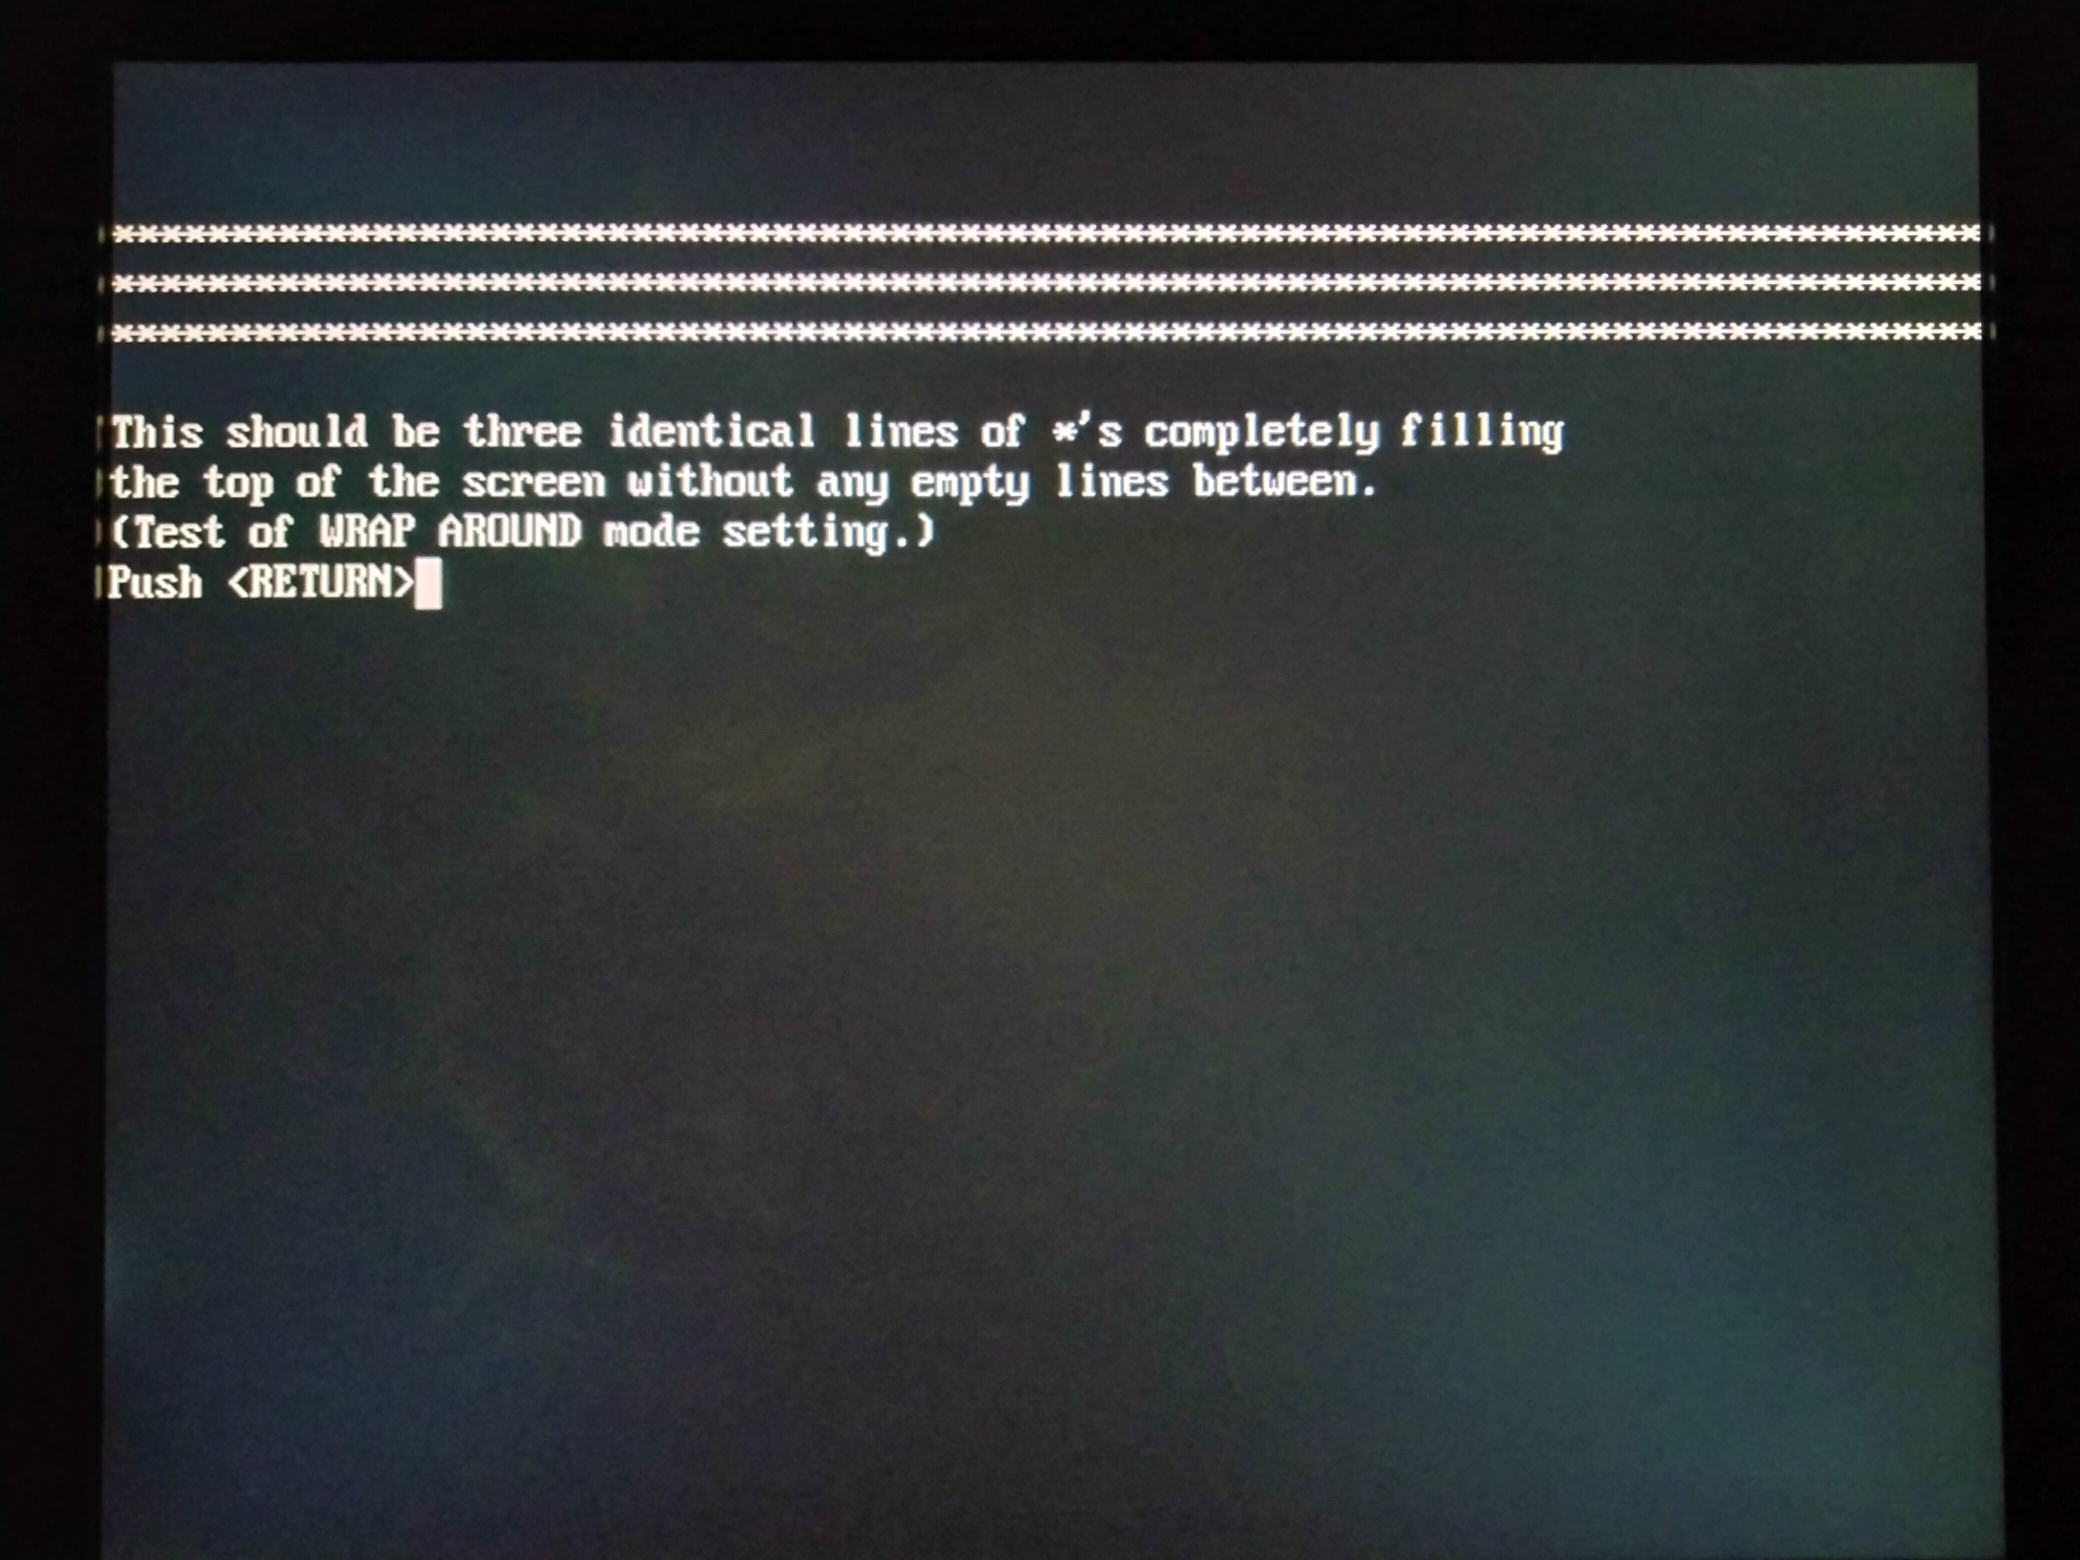 ********************************************************************************
********************************************************************************
********************************************************************************
This should be three identical lines of *'s completely filling
the top of the screen without any empty lines between.
(Test of WRAP AROUND mode setting.)
Push <RETURN>